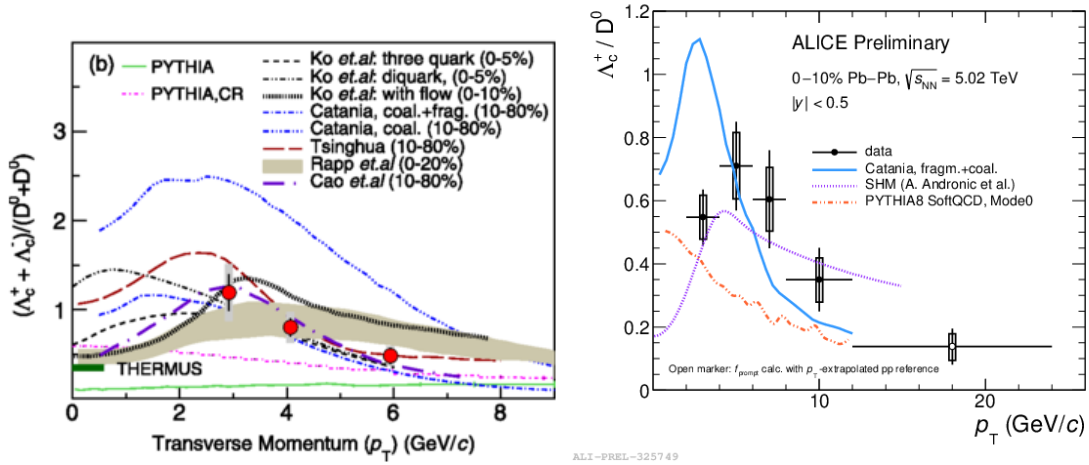 (b)
PYTHIA
PYTHIA,CR
Ko et.al: three quark (0-5%)
Ko et.al: diquark, (0-5%)
Ko et.al: with flow (0-10%)
Catania, coal.+frag. (10-80%)
Catania, coal. (10-80%)
Tsinghua (10-80%)
Rapp et.al (0-20%)
Cao et.al (10-80%)
(Λc⁺ + Λc⁻)/(D⁰+D̄⁰)
3
2
1
THERMUS
0 2 4 6 8
Transverse Momentum (pT) (GeV/c)
Λc⁺ / D⁰
1.2
1
0.8
0.6
0.4
0.2
0
ALICE Preliminary
0−10% Pb−Pb, √sNN = 5.02 TeV
|y| < 0.5
data
Catania, fragm.+coal.
SHM (A. Andronic et al.)
PYTHIA8 SoftQCD, Mode0
Open marker: fprompt calc. with pT-extrapolated pp reference
10 20
pT (GeV/c)
ALI-PREL-325749